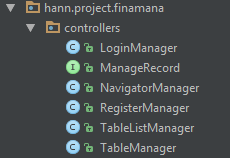 hann.project.finamana
controllers
C LoginManager
I ManageRecord
C NavigatorManager
C RegisterManager
C TableListManager
C TableManager